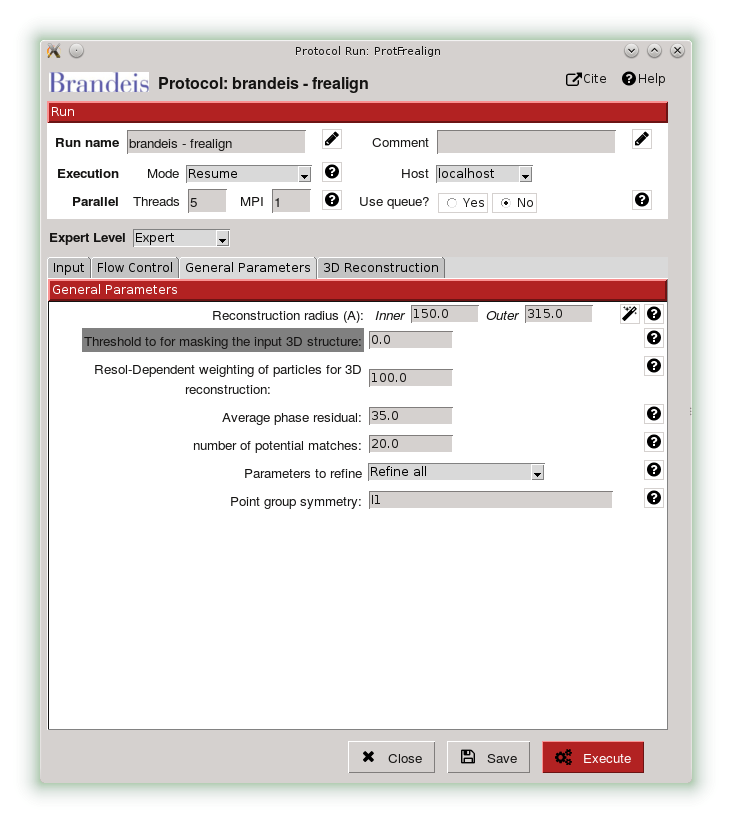 Protocol Run: ProtFrealign
Brandeis Protocol: brandeis - frealign Cite Help
Run
Run name brandeis - frealign Comment
Execution Mode Resume Host localhost
Parallel Threads 5 MPI 1 Use queue? Yes No
Expert Level Expert
Input Flow Control General Parameters 3D Reconstruction
General Parameters
Reconstruction radius (A): Inner 150.0 Outer 315.0
Threshold to for masking the input 3D structure: 0.0
Resol-Dependent weighting of particles for 3D
reconstruction: 100.0
Average phase residual: 35.0
number of potential matches: 20.0
Parameters to refine Refine all
Point group symmetry: I1
Close Save Execute